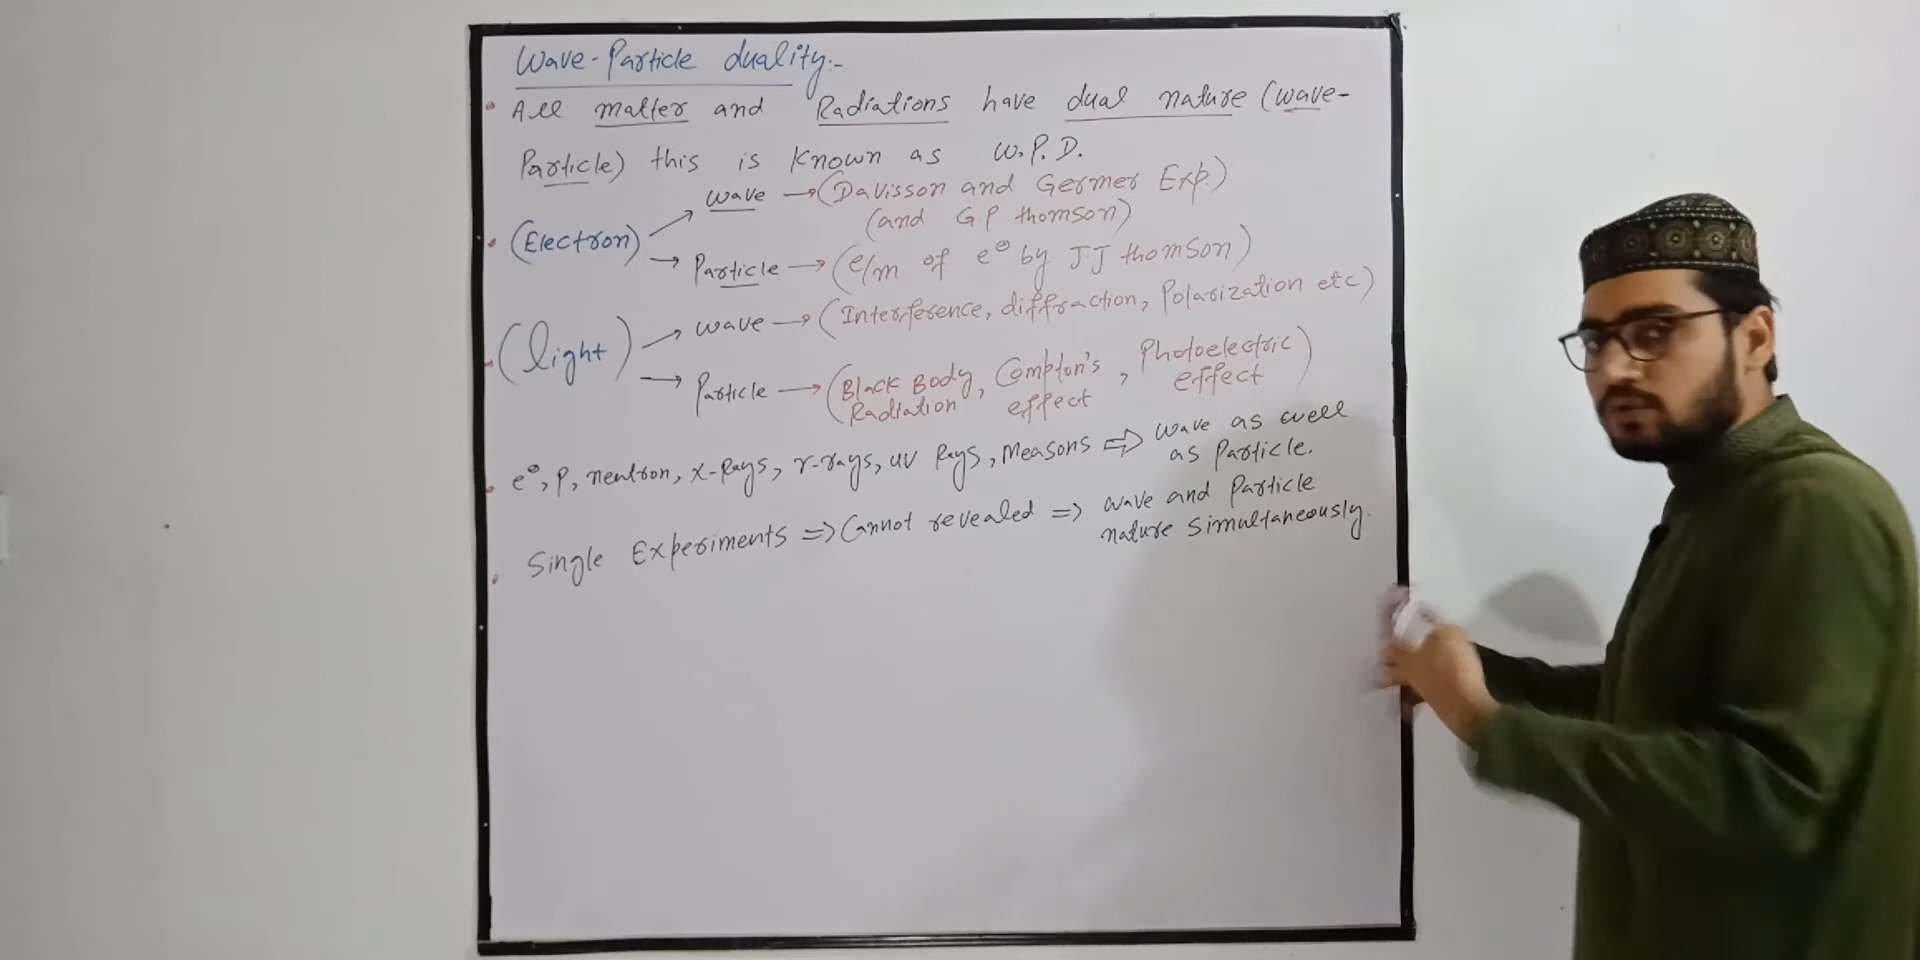 Wave-Particle duality:-
All matter and Radiations have dual nature (wave-
Particle) this is known as W.P.D.
(Electron) → wave → (Davisson and Germer Exp.)
(and G P thomson)
→ Particle → (e/m of e⊖ by J.J thomson)
(light) → wave → (Interference, diffraction, Polarization etc)
→ Particle → (Black Body Radiation, Compton's effect, Photoelectric effect)
e⊖, P, neutron, x-Rays, γ-rays, UV Rays, Measons ⇒ wave as well
as Particle.
Single Experiments ⇒ Cannot revealed ⇒ wave and Particle
nature simultaneously.